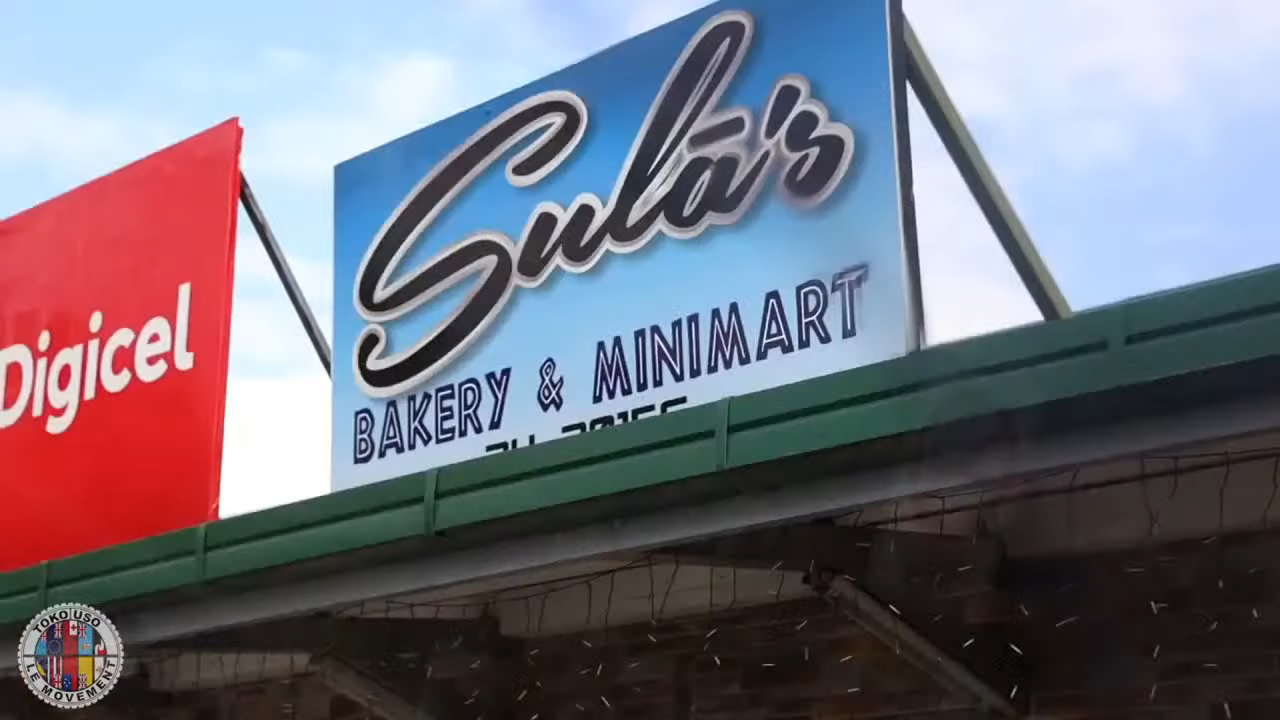 Digicel
Sulā's
BAKERY & MINIMART
TOKO USO
LE MOVEMENT